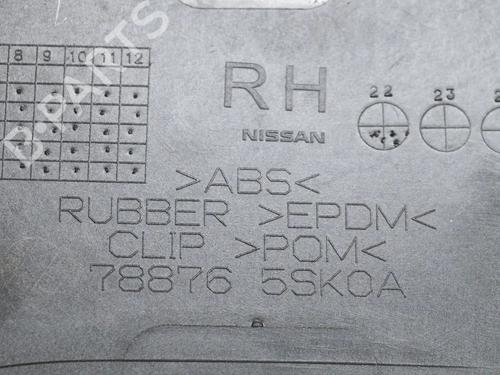 8 9 10 11 12
RH
22 23
NISSAN
>ABS<
RUBBER >EPDM<
CLIP >POM<
78876 5SK0A
B-PARTS